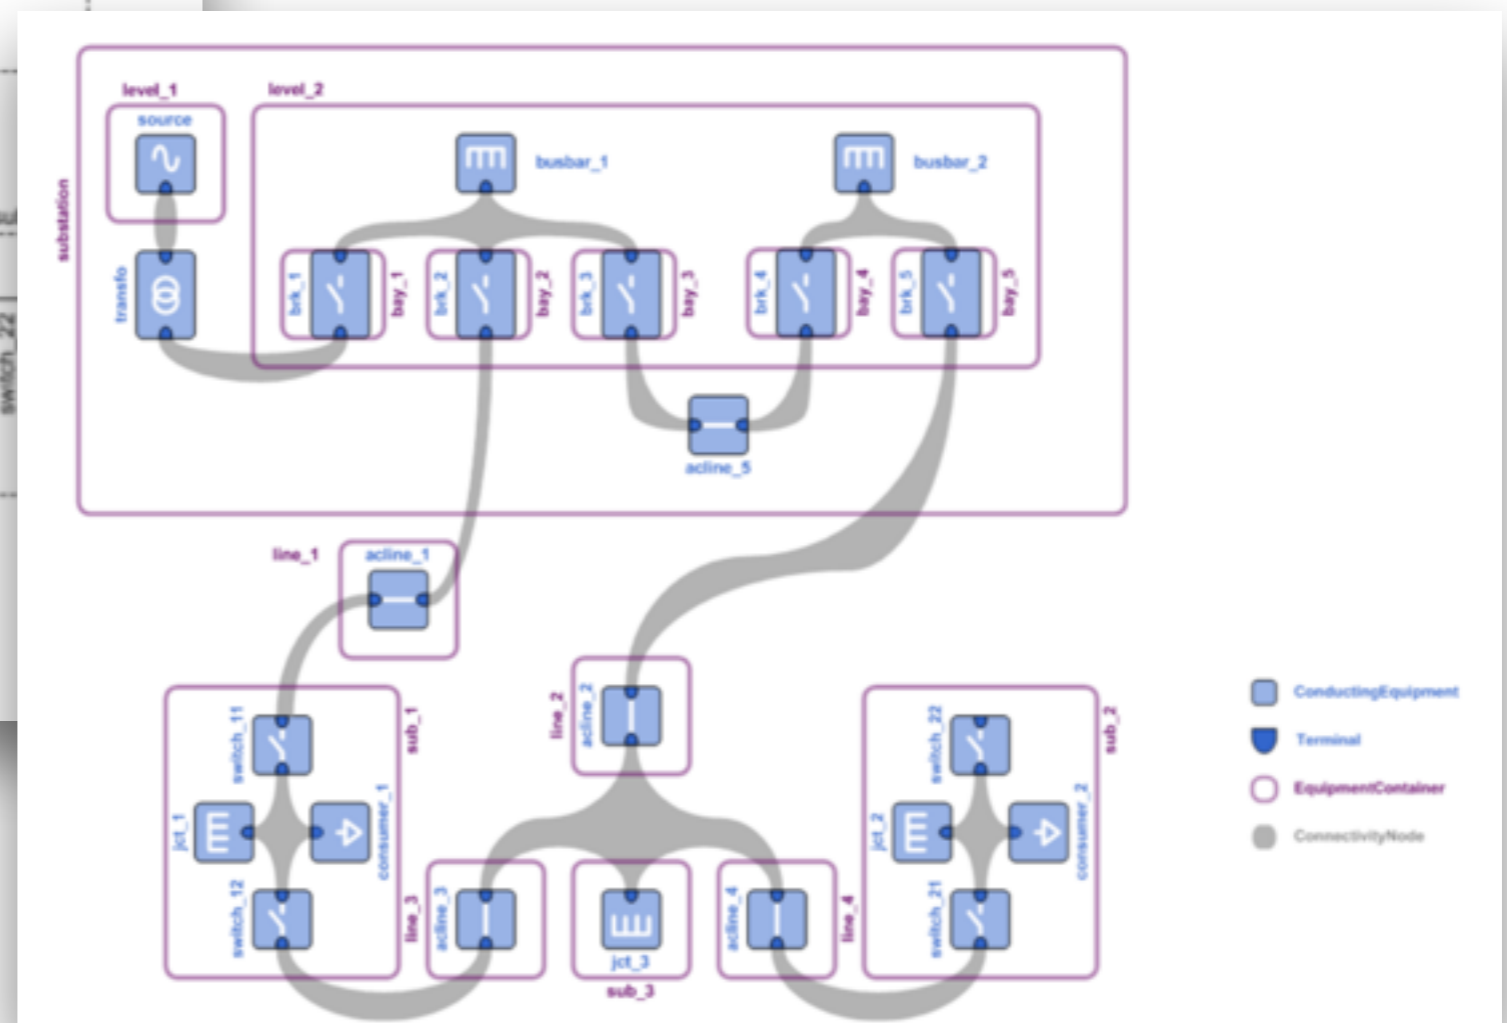 level_1
level_2
source
busbar_1
busbar_2
substation
transfo
brk_1
bay_1
brk_2
bay_2
brk_3
bay_3
brk_4
bay_4
brk_5
bay_5
switch_22
acline_5
line_1
acline_1
line_2
acline_2
switch_11
sub_1
switch_22
sub_2
ConductingEquipment
Terminal
EquipmentContainer
ConnectivityNode
jct_1
consumer_1
jct_2
consumer_2
switch_12
line_3
acline_3
acline_4
line_4
switch_21
jct_3
sub_3